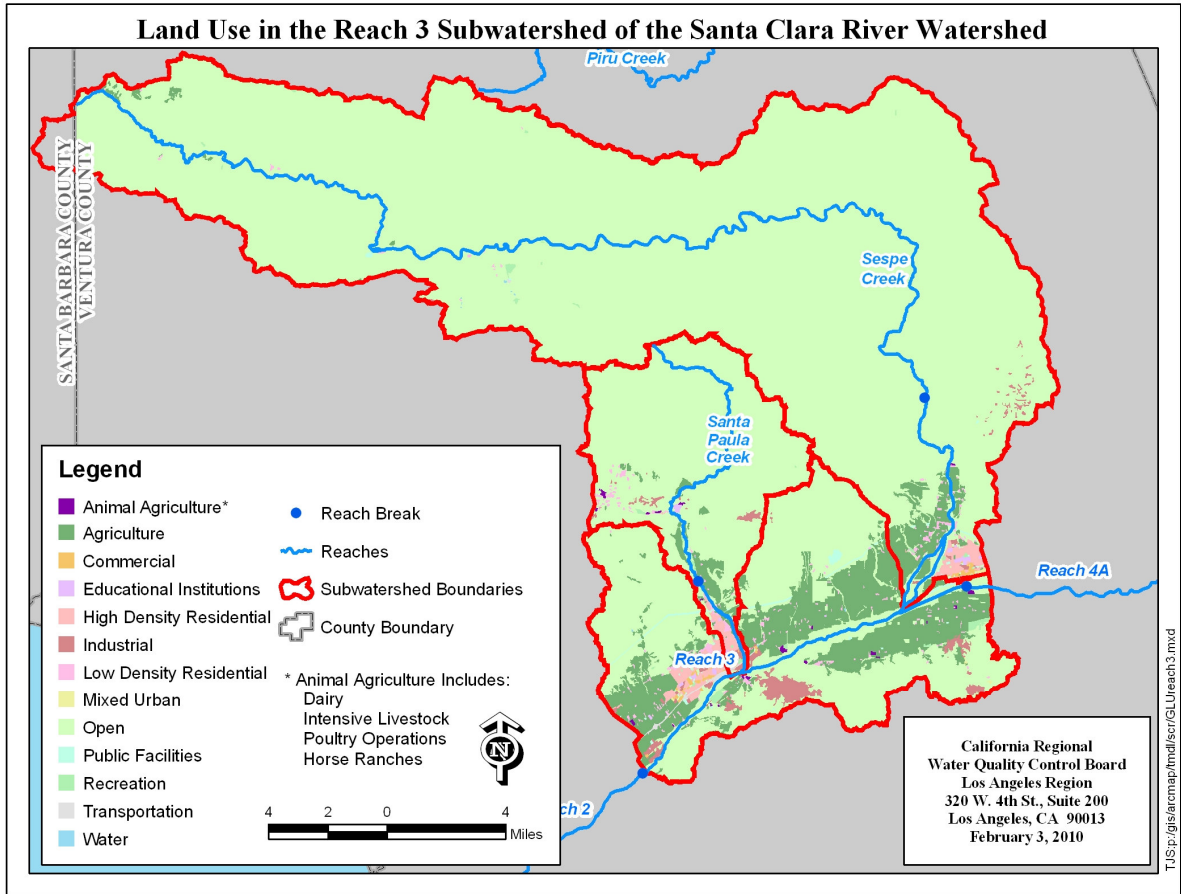 Land Use in the Reach 3 Subwatershed of the Santa Clara River Watershed
Piru Creek
SANTA BARBARA COUNTY
VENTURA COUNTY
Sespe
Creek
Santa
Paula
Creek
Reach 4A
Reach 3
ch 2
Legend
Animal Agriculture*
Agriculture
Commercial
Educational Institutions
High Density Residential
Industrial
Low Density Residential
Mixed Urban
Open
Public Facilities
Recreation
Transportation
Water
Reach Break
Reaches
Subwatershed Boundaries
County Boundary
* Animal Agriculture Includes:
Dairy
Intensive Livestock
Poultry Operations
Horse Ranches
N
4 2 0 4
Miles
California Regional
Water Quality Control Board
Los Angeles Region
320 W. 4th St., Suite 200
Los Angeles, CA 90013
February 3, 2010
TJS:p:/gis/arcmap/tmdl/scr/GLUreach3.mxd